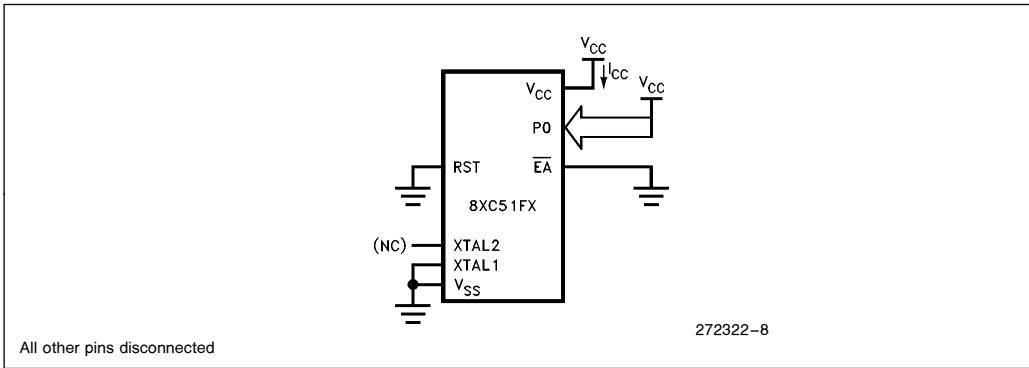 VCC
ICC
VCC
VCC
P0
RST
EA
8XC51FX
(NC)
XTAL2
XTAL1
VSS
272322–8
All other pins disconnected